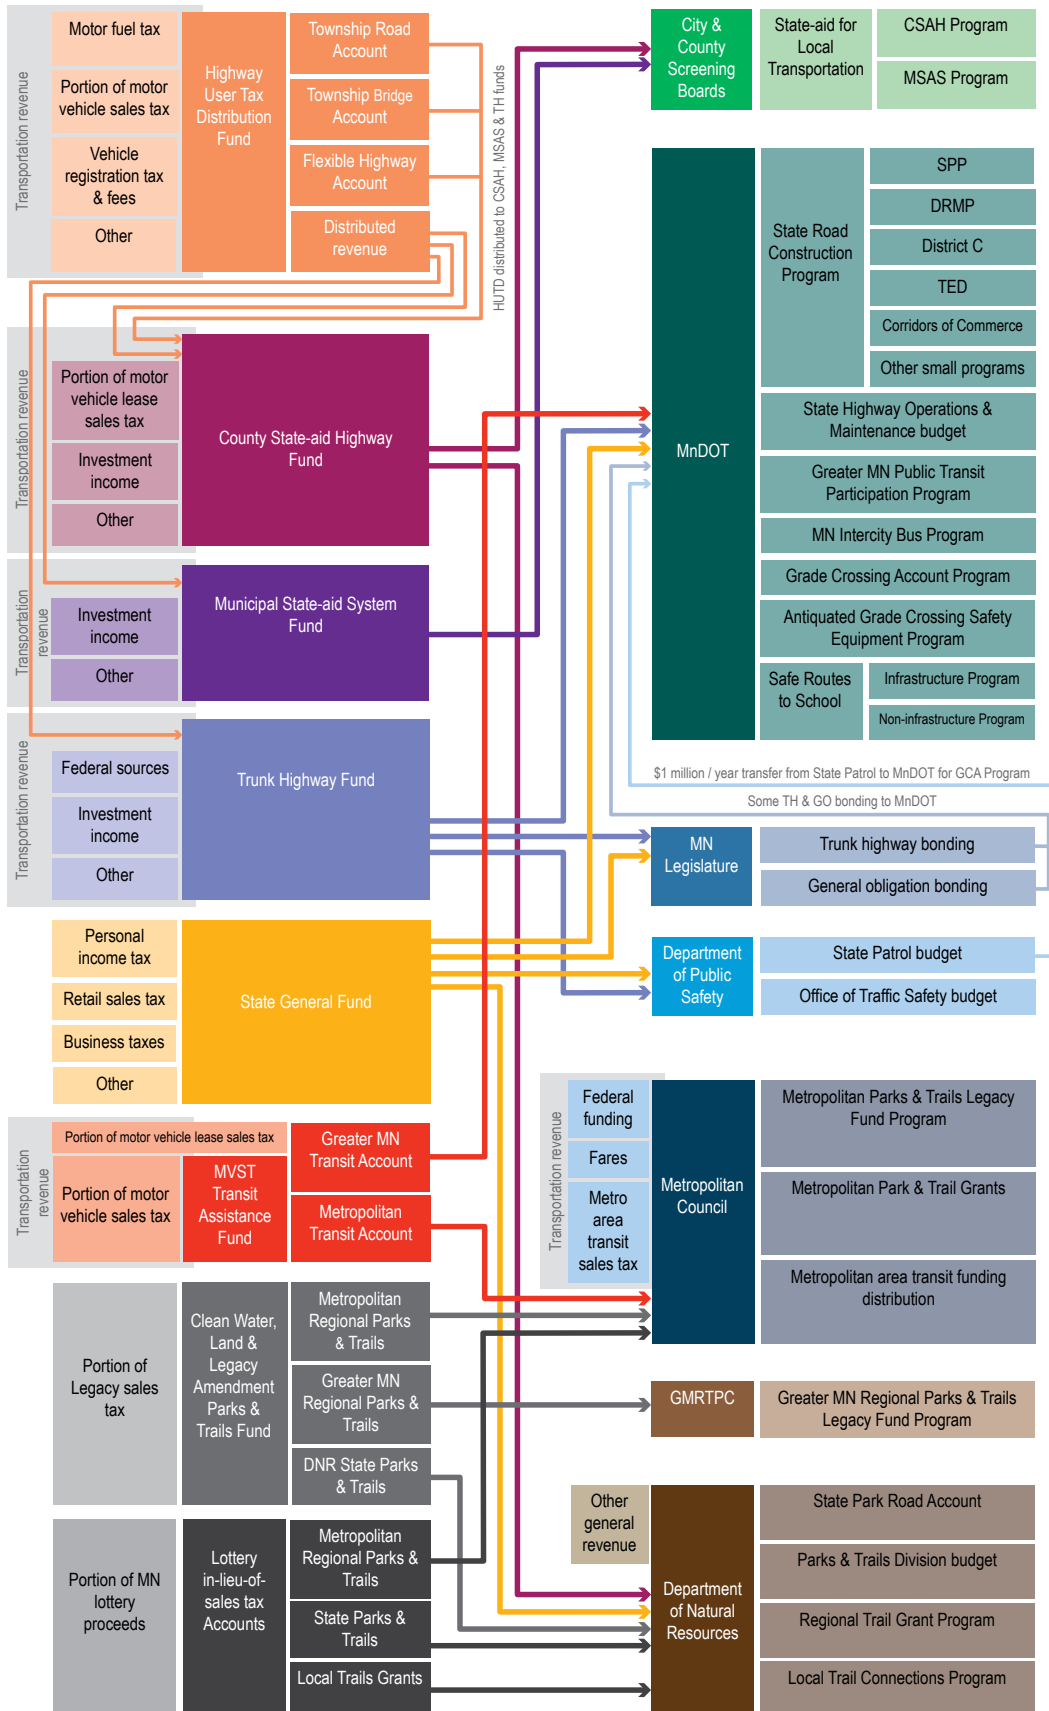 Transportation revenue
Motor fuel tax
Portion of motor
vehicle sales tax
Vehicle
registration tax
& fees
Other
Highway
User Tax
Distribution
Fund
Township Road
Account
Township Bridge
Account
Flexible Highway
Account
Distributed
revenue
HUTD distributed to CSAH, MSAS & TH funds
City &
County
Screening
Boards
State-aid for
Local
Transportation
CSAH Program
MSAS Program
Transportation revenue
Portion of motor
vehicle lease
sales tax
Investment
income
Other
County State-aid Highway
Fund
MnDOT
State Road
Construction
Program
SPP
DRMP
District C
TED
Corridors of Commerce
Other small programs
State Highway Operations &
Maintenance budget
Greater MN Public Transit
Participation Program
MN Intercity Bus Program
Grade Crossing Account Program
Antiquated Grade Crossing Safety
Equipment Program
Safe Routes
to School
Infrastructure Program
Non-infrastructure Program
Transportation
revenue
Investment
income
Other
Municipal State-aid System
Fund
Transportation revenue
Federal sources
Investment
income
Other
Trunk Highway Fund
$1 million / year transfer from State Patrol to MnDOT for GCA Program
Some TH & GO bonding to MnDOT
MN
Legislature
Trunk highway bonding
General obligation bonding
Personal
income tax
Retail sales tax
Business taxes
Other
State General Fund
Department
of Public
Safety
State Patrol budget
Office of Traffic Safety budget
Transportation
revenue
Portion of motor vehicle lease sales tax
Portion of motor
vehicle sales tax
MVST
Transit
Assistance
Fund
Greater MN
Transit Account
Metropolitan
Transit Account
Transportation revenue
Federal
funding
Fares
Metro
area
transit
sales tax
Metropolitan
Council
Metropolitan Parks & Trails Legacy
Fund Program
Metropolitan Park & Trail Grants
Metropolitan area transit funding
distribution
Portion of
Legacy sales
tax
Clean Water,
Land &
Legacy
Amendment
Parks &
Trails Fund
Metropolitan
Regional Parks
& Trails
Greater MN
Regional Parks &
Trails
DNR State Parks
& Trails
GMRTPC
Greater MN Regional Parks & Trails
Legacy Fund Program
Portion of MN
lottery
proceeds
Lottery
in-lieu-of-
sales tax
Accounts
Metropolitan
Regional Parks &
Trails
State Parks &
Trails
Local Trails Grants
Other
general
revenue
Department
of Natural
Resources
State Park Road Account
Parks & Trails Division budget
Regional Trail Grant Program
Local Trail Connections Program